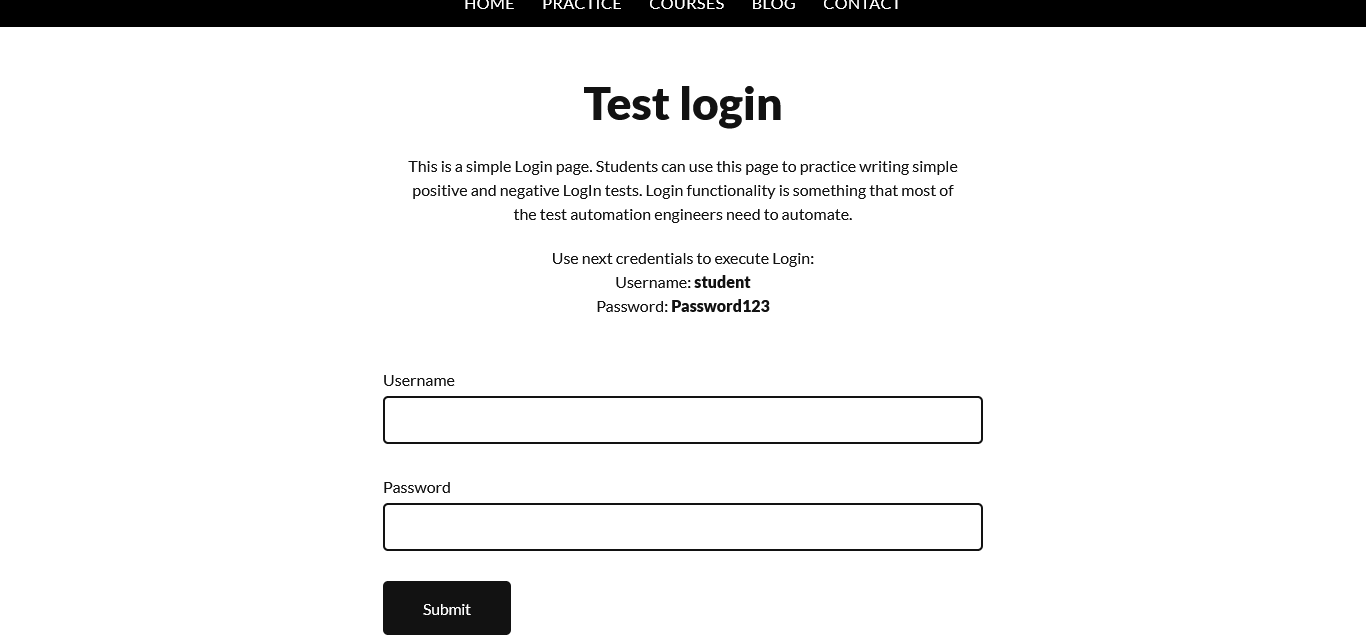 HOME PRACTICE COURSES BLOG CONTACT
Test login
This is a simple Login page. Students can use this page to practice writing simple
positive and negative LogIn tests. Login functionality is something that most of
the test automation engineers need to automate.
Use next credentials to execute Login:
Username: student
Password: Password123
Username
Password
Submit